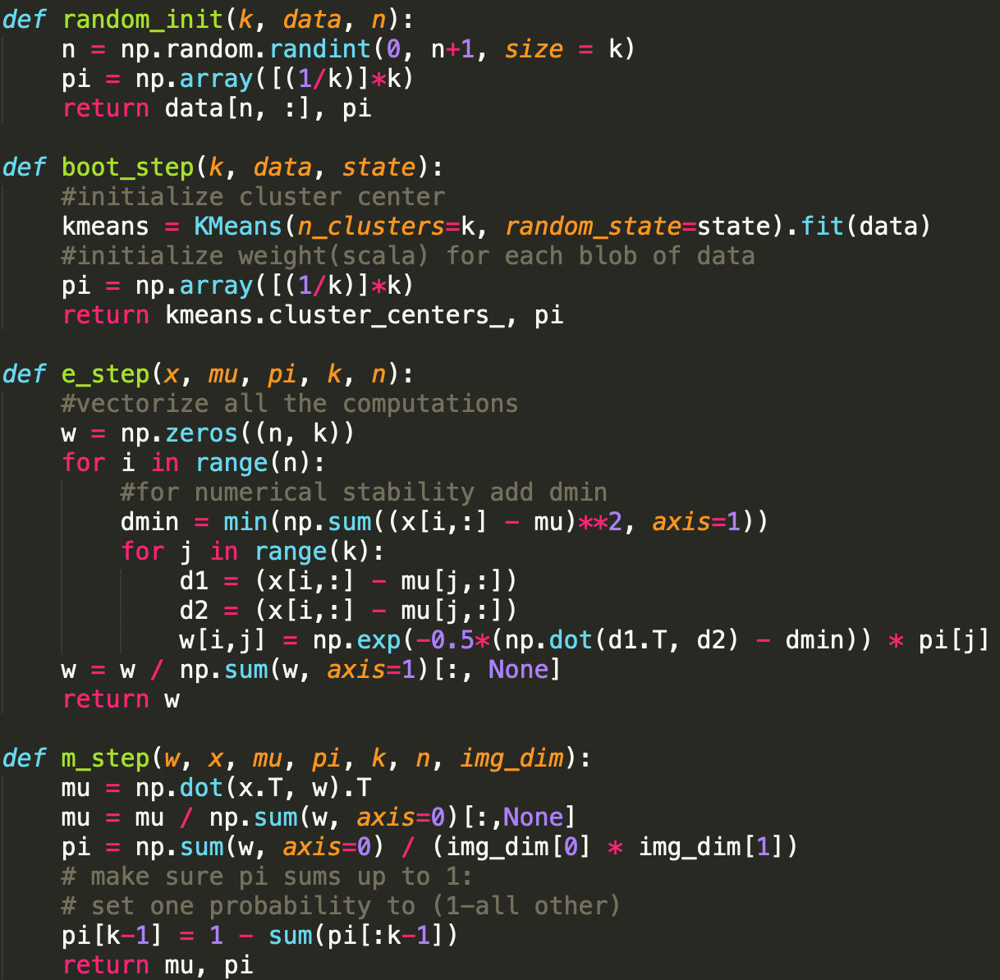 def random_init(k, data, n):
    n = np.random.randint(0, n+1, size = k)
    pi = np.array([(1/k)]*k)
    return data[n, :], pi

def boot_step(k, data, state):
    #initialize cluster center
    kmeans = KMeans(n_clusters=k, random_state=state).fit(data)
    #initialize weight(scala) for each blob of data
    pi = np.array([(1/k)]*k)
    return kmeans.cluster_centers_, pi

def e_step(x, mu, pi, k, n):
    #vectorize all the computations
    w = np.zeros((n, k))
    for i in range(n):
        #for numerical stability add dmin
        dmin = min(np.sum((x[i,:] - mu)**2, axis=1))
        for j in range(k):
            d1 = (x[i,:] - mu[j,:])
            d2 = (x[i,:] - mu[j,:])
            w[i,j] = np.exp(-0.5*(np.dot(d1.T, d2) - dmin)) * pi[j]
    w = w / np.sum(w, axis=1)[:, None]
    return w

def m_step(w, x, mu, pi, k, n, img_dim):
    mu = np.dot(x.T, w).T
    mu = mu / np.sum(w, axis=0)[:,None]
    pi = np.sum(w, axis=0) / (img_dim[0] * img_dim[1])
    # make sure pi sums up to 1:
    # set one probability to (1-all other)
    pi[k-1] = 1 - sum(pi[:k-1])
    return mu, pi